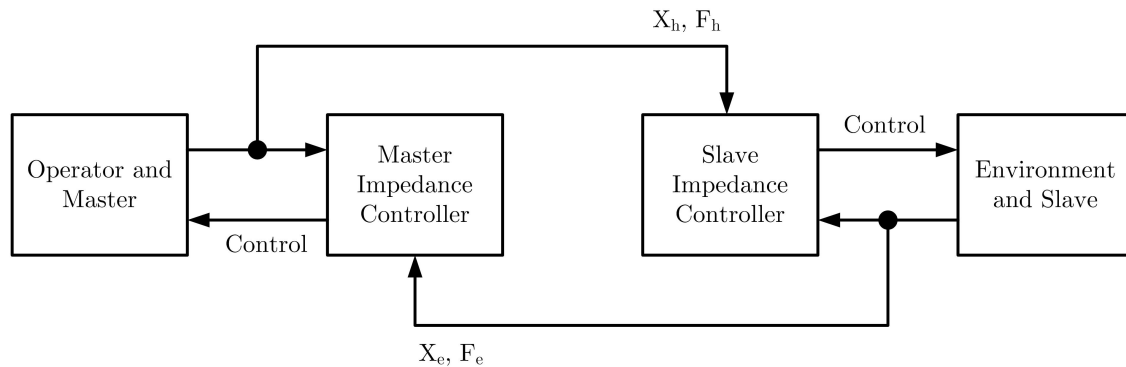 Xₕ, Fₕ
Operator and
Master
Master
Impedance
Controller
Slave
Impedance
Controller
Control
Environment
and Slave
Control
Xₑ, Fₑ